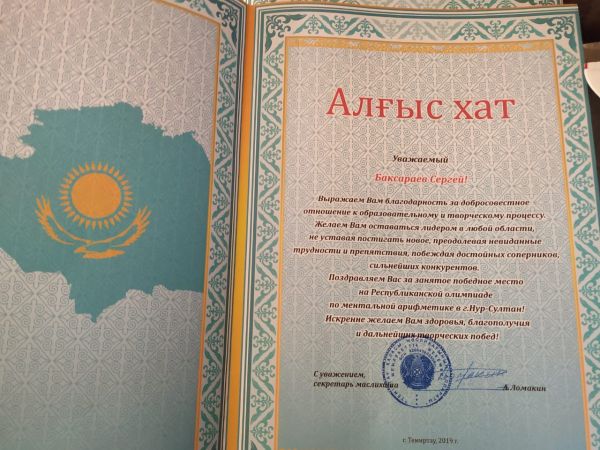 Алғыс хат
Уважаемый
Баксараев Сергей!
Выражаем Вам благодарность за добросовестное
отношение к образовательному и творческому процессу.
Желаем Вам оставаться лидером в любой области,
не уставая постигать новое, преодолевая невиданные
трудности и препятствия, побеждая достойных соперников,
сильнейших конкурентов.
Поздравляем Вас за занятое победное место
на Республиканской олимпиаде
по ментальной арифметике в г.Нур-Султан!
Искренне желаем Вам здоровья, благополучия
и дальнейших творческих побед!
С уважением,
секретарь маслихата
А.Ломакин
г. Темиртау, 2019 г.